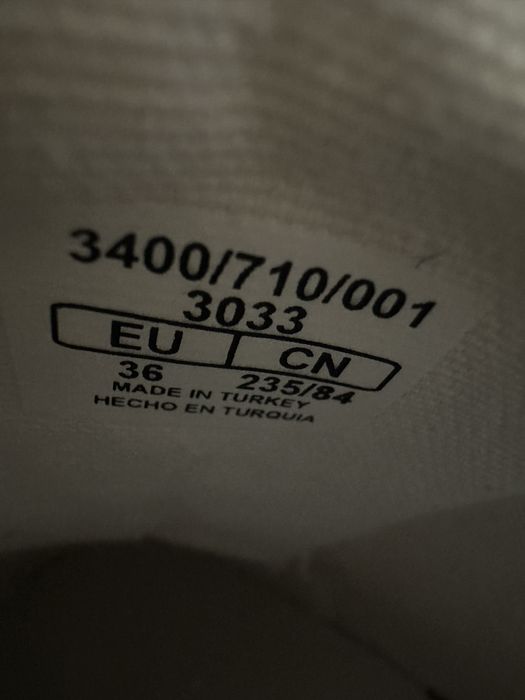 3400/710/001
3033
EU CN
36 235/84
MADE IN TURKEY
HECHO EN TURQUIA